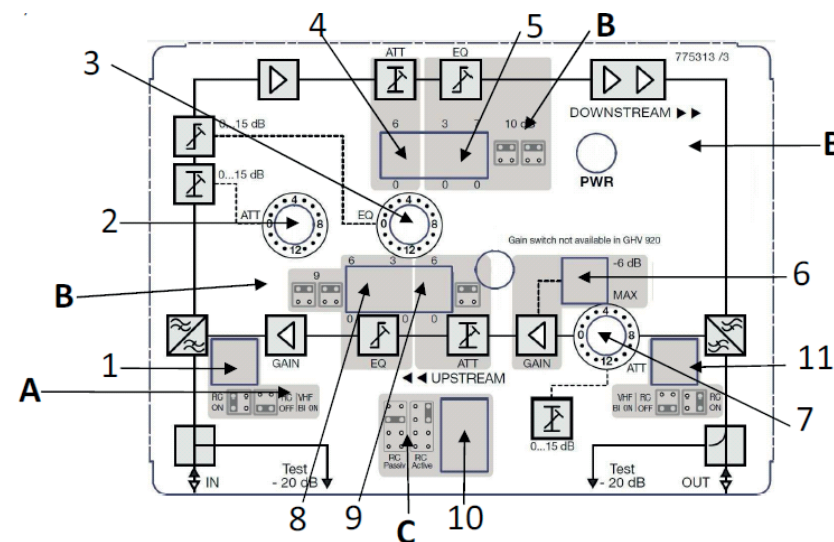 4 5 B
3 ATT EQ 775313 /3
0...15 dB 6 3 7 10 dB DOWNSTREAM ►►
E
0 0 0 PWR
0...15 dB
2 ATT 0 4 8 12 EQ 0 4 8 12
Gain switch not available in GHV 920
B 9 6 3 6 -6 dB 6
MAX
0 0 0 0 4 8 12
1 GAIN EQ ATT GAIN ATT 11
◄◄ UPSTREAM
A RC ON RC OFF VHF BI ON VHF BI ON RC OFF RC ON 7
0...15 dB
RC Passiv RC Active
IN Test - 20 dB Test - 20 dB OUT
8 9 C 10